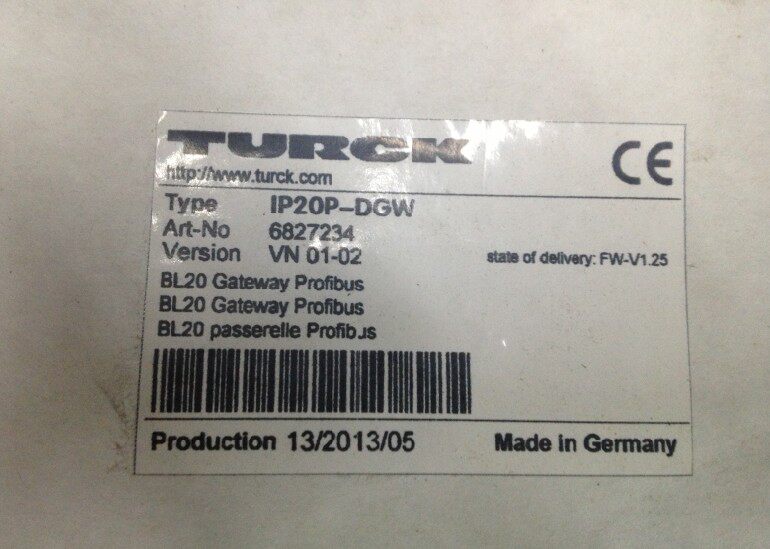 TURCK
CE
http://www.turck.com
Type IP20P-DGW
Art-No 6827234
Version VN 01-02
state of delivery: FW-V1.25
BL20 Gateway Profibus
BL20 Gateway Profibus
BL20 passerelle Profibus
Production 13/2013/05
Made in Germany